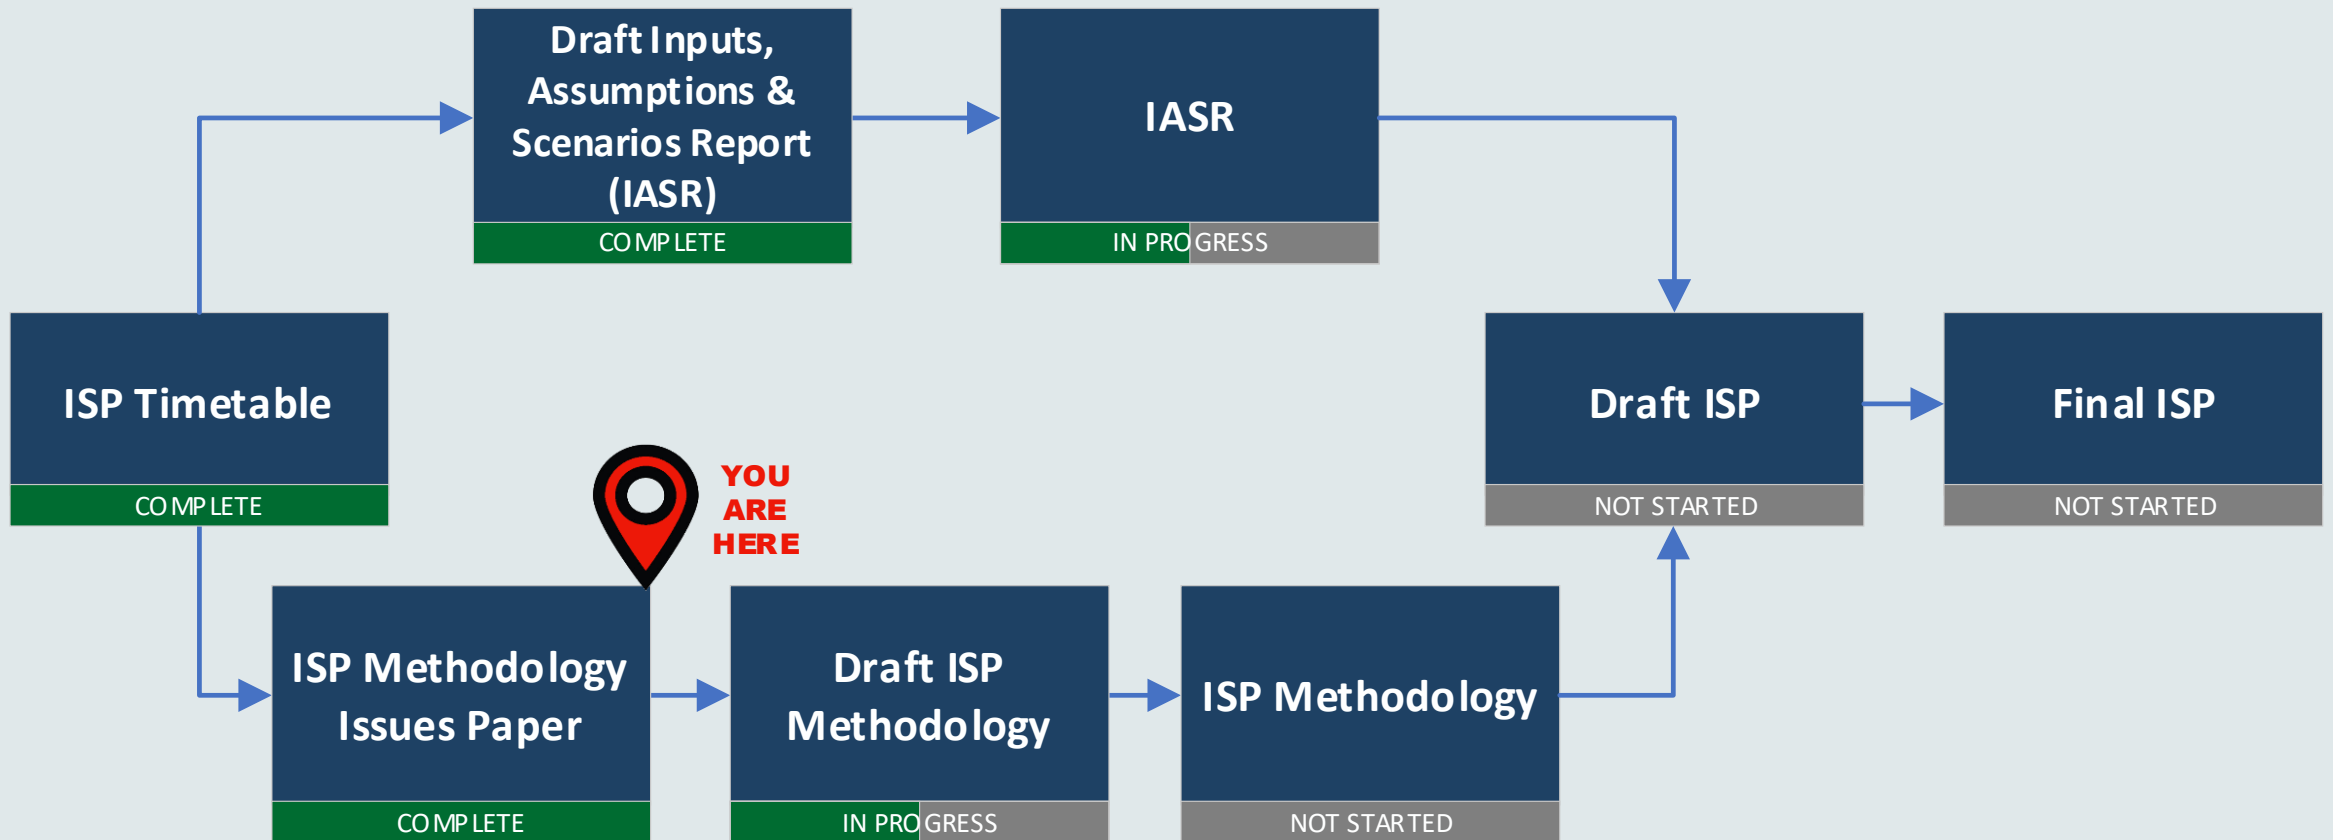 Draft Inputs,
Assumptions &
Scenarios Report
(IASR)
COMPLETE
IASR
IN PROGRESS
ISP Timetable
COMPLETE
YOU
ARE
HERE
Draft ISP
NOT STARTED
Final ISP
NOT STARTED
ISP Methodology
Issues Paper
COMPLETE
Draft ISP
Methodology
IN PROGRESS
ISP Methodology
NOT STARTED